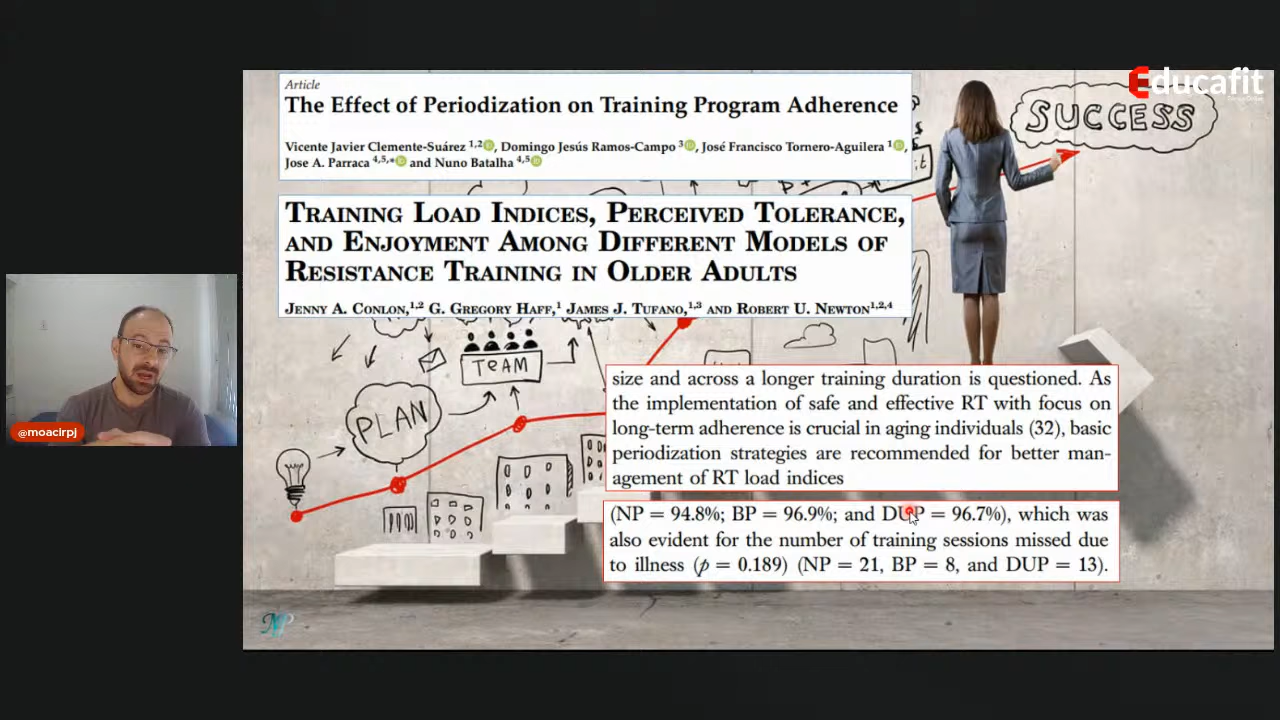 Educafit
Article
The Effect of Periodization on Training Program Adherence
Vicente Javier Clemente-Suárez 1,2, Domingo Jesús Ramos-Campo 3, José Francisco Tornero-Aguilera 1,
Jose A. Parraca 4,5,* and Nuno Batalha 4,5
SUCCESS
TRAINING LOAD INDICES, PERCEIVED TOLERANCE,
AND ENJOYMENT AMONG DIFFERENT MODELS OF
RESISTANCE TRAINING IN OLDER ADULTS
JENNY A. CONLON,1,2 G. GREGORY HAFF,1 JAMES J. TUFANO,1,3 AND ROBERT U. NEWTON1,2,4
TEAM
PLAN
size and across a longer training duration is questioned. As
the implementation of safe and effective RT with focus on
long-term adherence is crucial in aging individuals (32), basic
periodization strategies are recommended for better man-
agement of RT load indices
(NP = 94.8%; BP = 96.9%; and DUP = 96.7%), which was
also evident for the number of training sessions missed due
to illness (p = 0.189) (NP = 21, BP = 8, and DUP = 13).
@moacirpj
NP